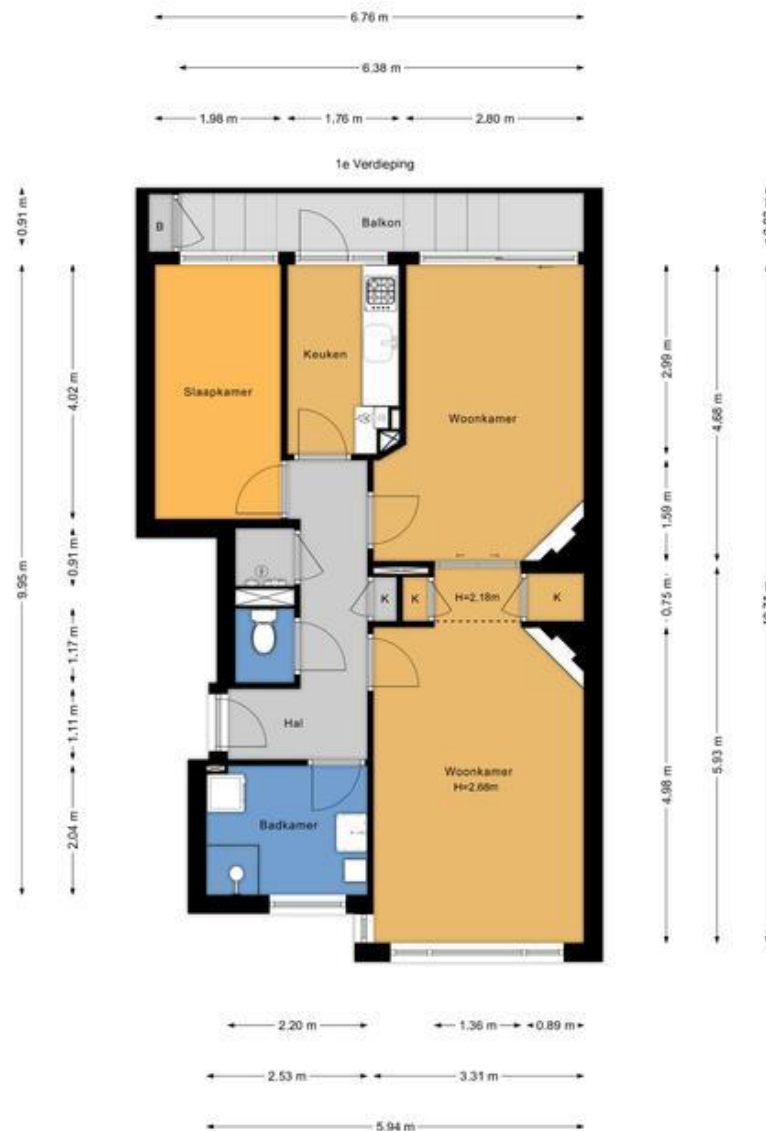 6.76 m
6.38 m
1.98 m
1.76 m
2.80 m
1e Verdieping
0.91 m
B
Balkon
Keuken
Slaapkamer
Woonkamer
4.02 m
2.99 m
4.68 m
1.59 m
9.95 m
0.91 m
K
K
H=2.18m
K
0.75 m
1.17 m
1.11 m
Hal
Woonkamer
H=2.68m
5.93 m
4.98 m
Badkamer
2.04 m
2.20 m
1.36 m
0.89 m
2.53 m
3.31 m
5.94 m